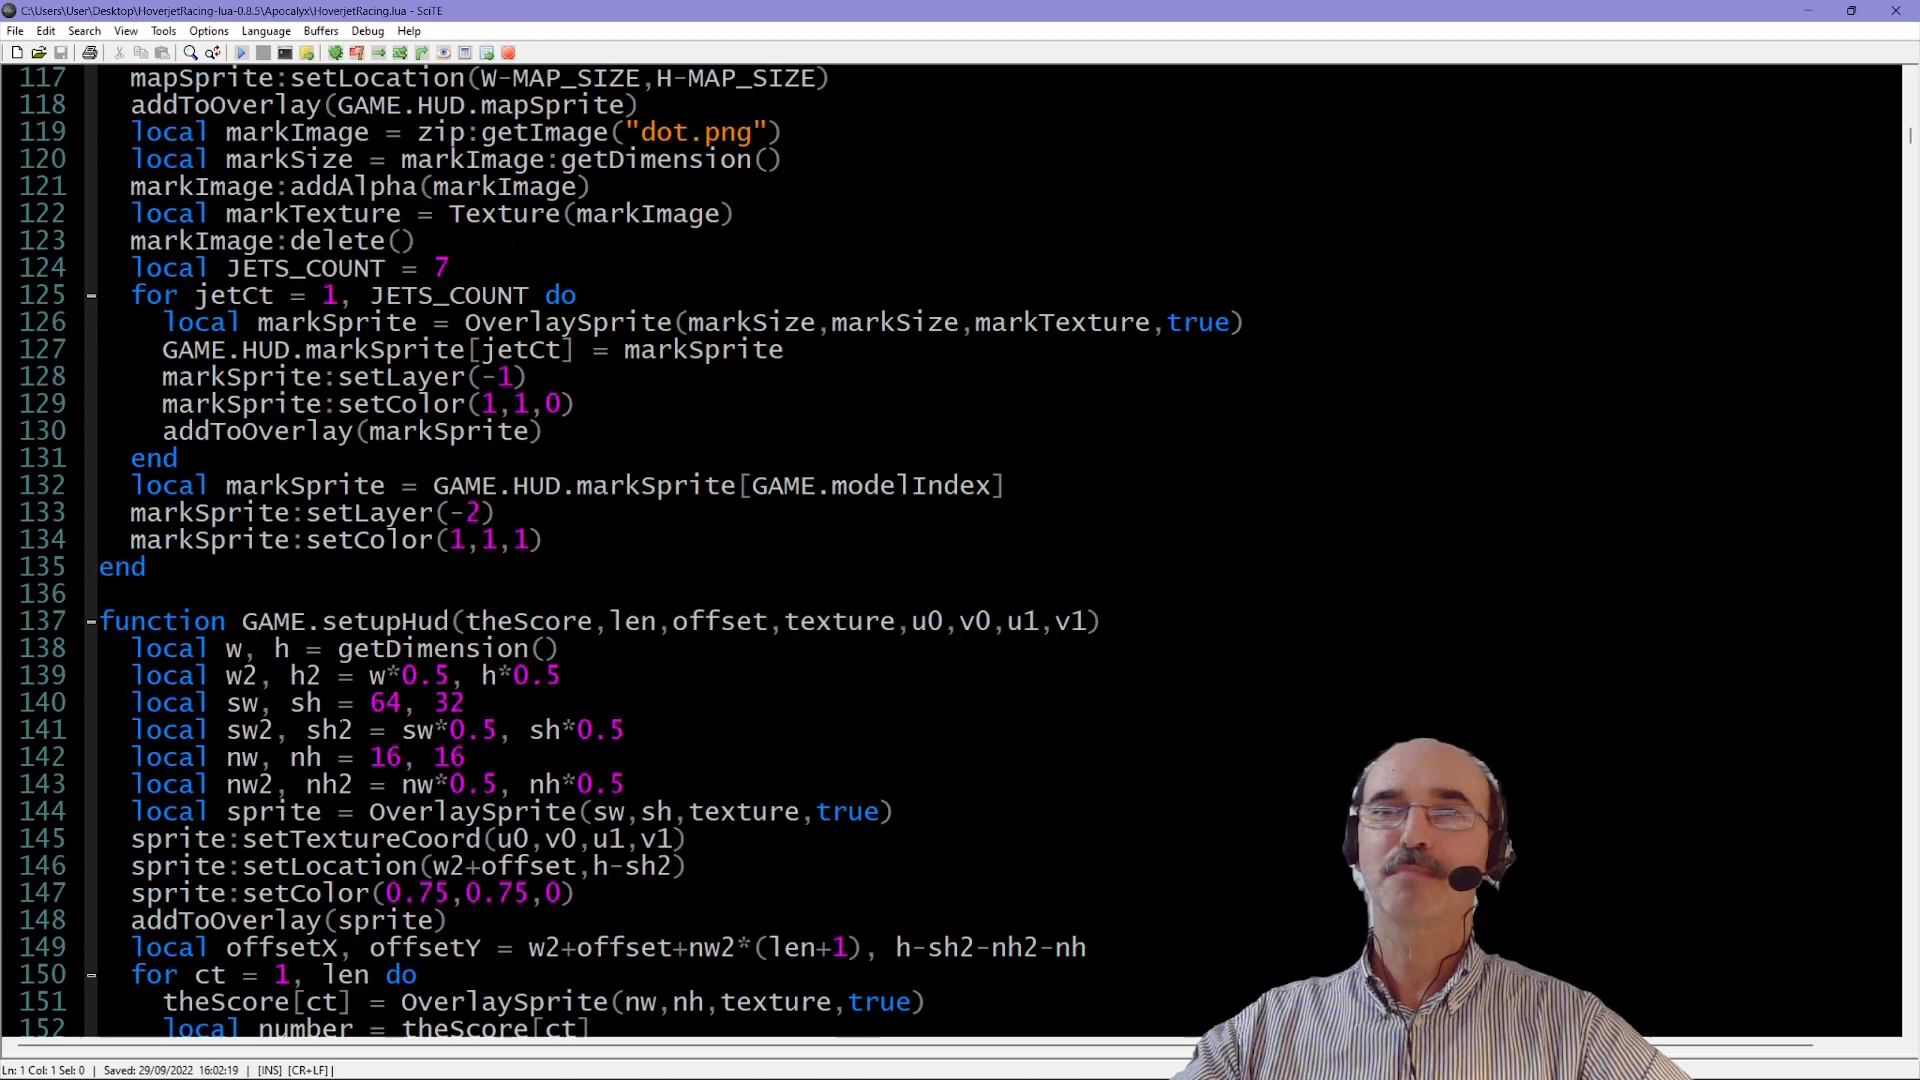 C:\Users\User\Desktop\HoverjetRacing-lua-0.8.5\Apocalyx\HoverjetRacing.lua - SciTE
File Edit Search View Tools Options Language Buffers Debug Help
117 mapSprite:setLocation(W-MAP_SIZE,H-MAP_SIZE)
118 addToOverlay(GAME.HUD.mapSprite)
119 local markImage = zip:getImage("dot.png")
120 local markSize = markImage:getDimension()
121 markImage:addAlpha(markImage)
122 local markTexture = Texture(markImage)
123 markImage:delete()
124 local JETS_COUNT = 7
125 for jetCt = 1, JETS_COUNT do
126 local markSprite = OverlaySprite(markSize,markSize,markTexture,true)
127 GAME.HUD.markSprite[jetCt] = markSprite
128 markSprite:setLayer(-1)
129 markSprite:setColor(1,1,0)
130 addToOverlay(markSprite)
131 end
132 local markSprite = GAME.HUD.markSprite[GAME.modelIndex]
133 markSprite:setLayer(-2)
134 markSprite:setColor(1,1,1)
135 end
136
137 function GAME.setupHud(theScore,len,offset,texture,u0,v0,u1,v1)
138 local w, h = getDimension()
139 local w2, h2 = w*0.5, h*0.5
140 local sw, sh = 64, 32
141 local sw2, sh2 = sw*0.5, sh*0.5
142 local nw, nh = 16, 16
143 local nw2, nh2 = nw*0.5, nh*0.5
144 local sprite = OverlaySprite(sw,sh,texture,true)
145 sprite:setTextureCoord(u0,v0,u1,v1)
146 sprite:setLocation(w2+offset,h-sh2)
147 sprite:setColor(0.75,0.75,0)
148 addToOverlay(sprite)
149 local offsetX, offsetY = w2+offset+nw2*(len+1), h-sh2-nh2-nh
150 for ct = 1, len do
151 theScore[ct] = OverlaySprite(nw,nh,texture,true)
152 local number = theScore[ct]
Ln: 1 Col: 1 Sel: 0 | Saved: 29/09/2022 16:02:19 | [INS] [CR+LF] |